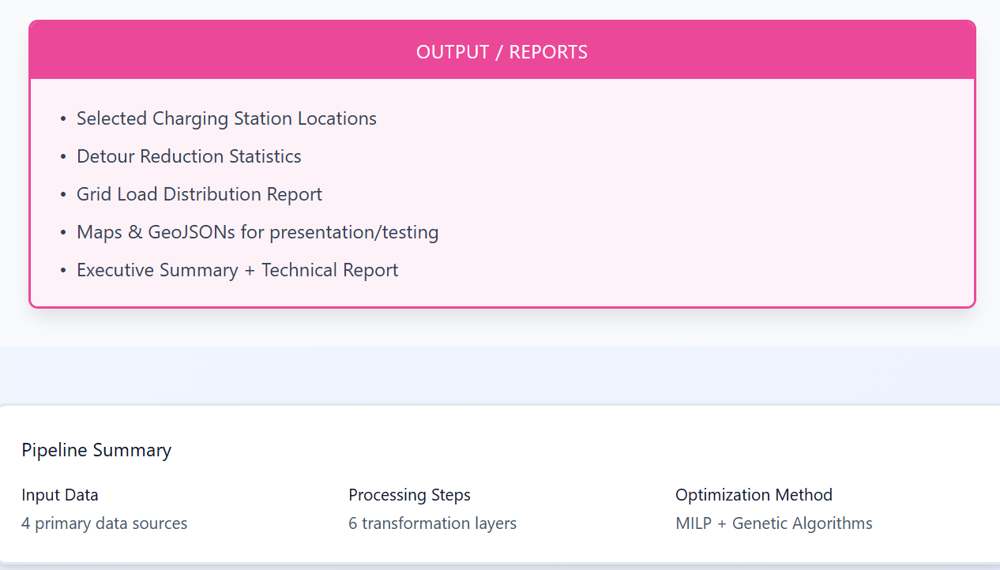 OUTPUT / REPORTS
• Selected Charging Station Locations
• Detour Reduction Statistics
• Grid Load Distribution Report
• Maps & GeoJSONs for presentation/testing
• Executive Summary + Technical Report
Pipeline Summary
Input Data
4 primary data sources
Processing Steps
6 transformation layers
Optimization Method
MILP + Genetic Algorithms